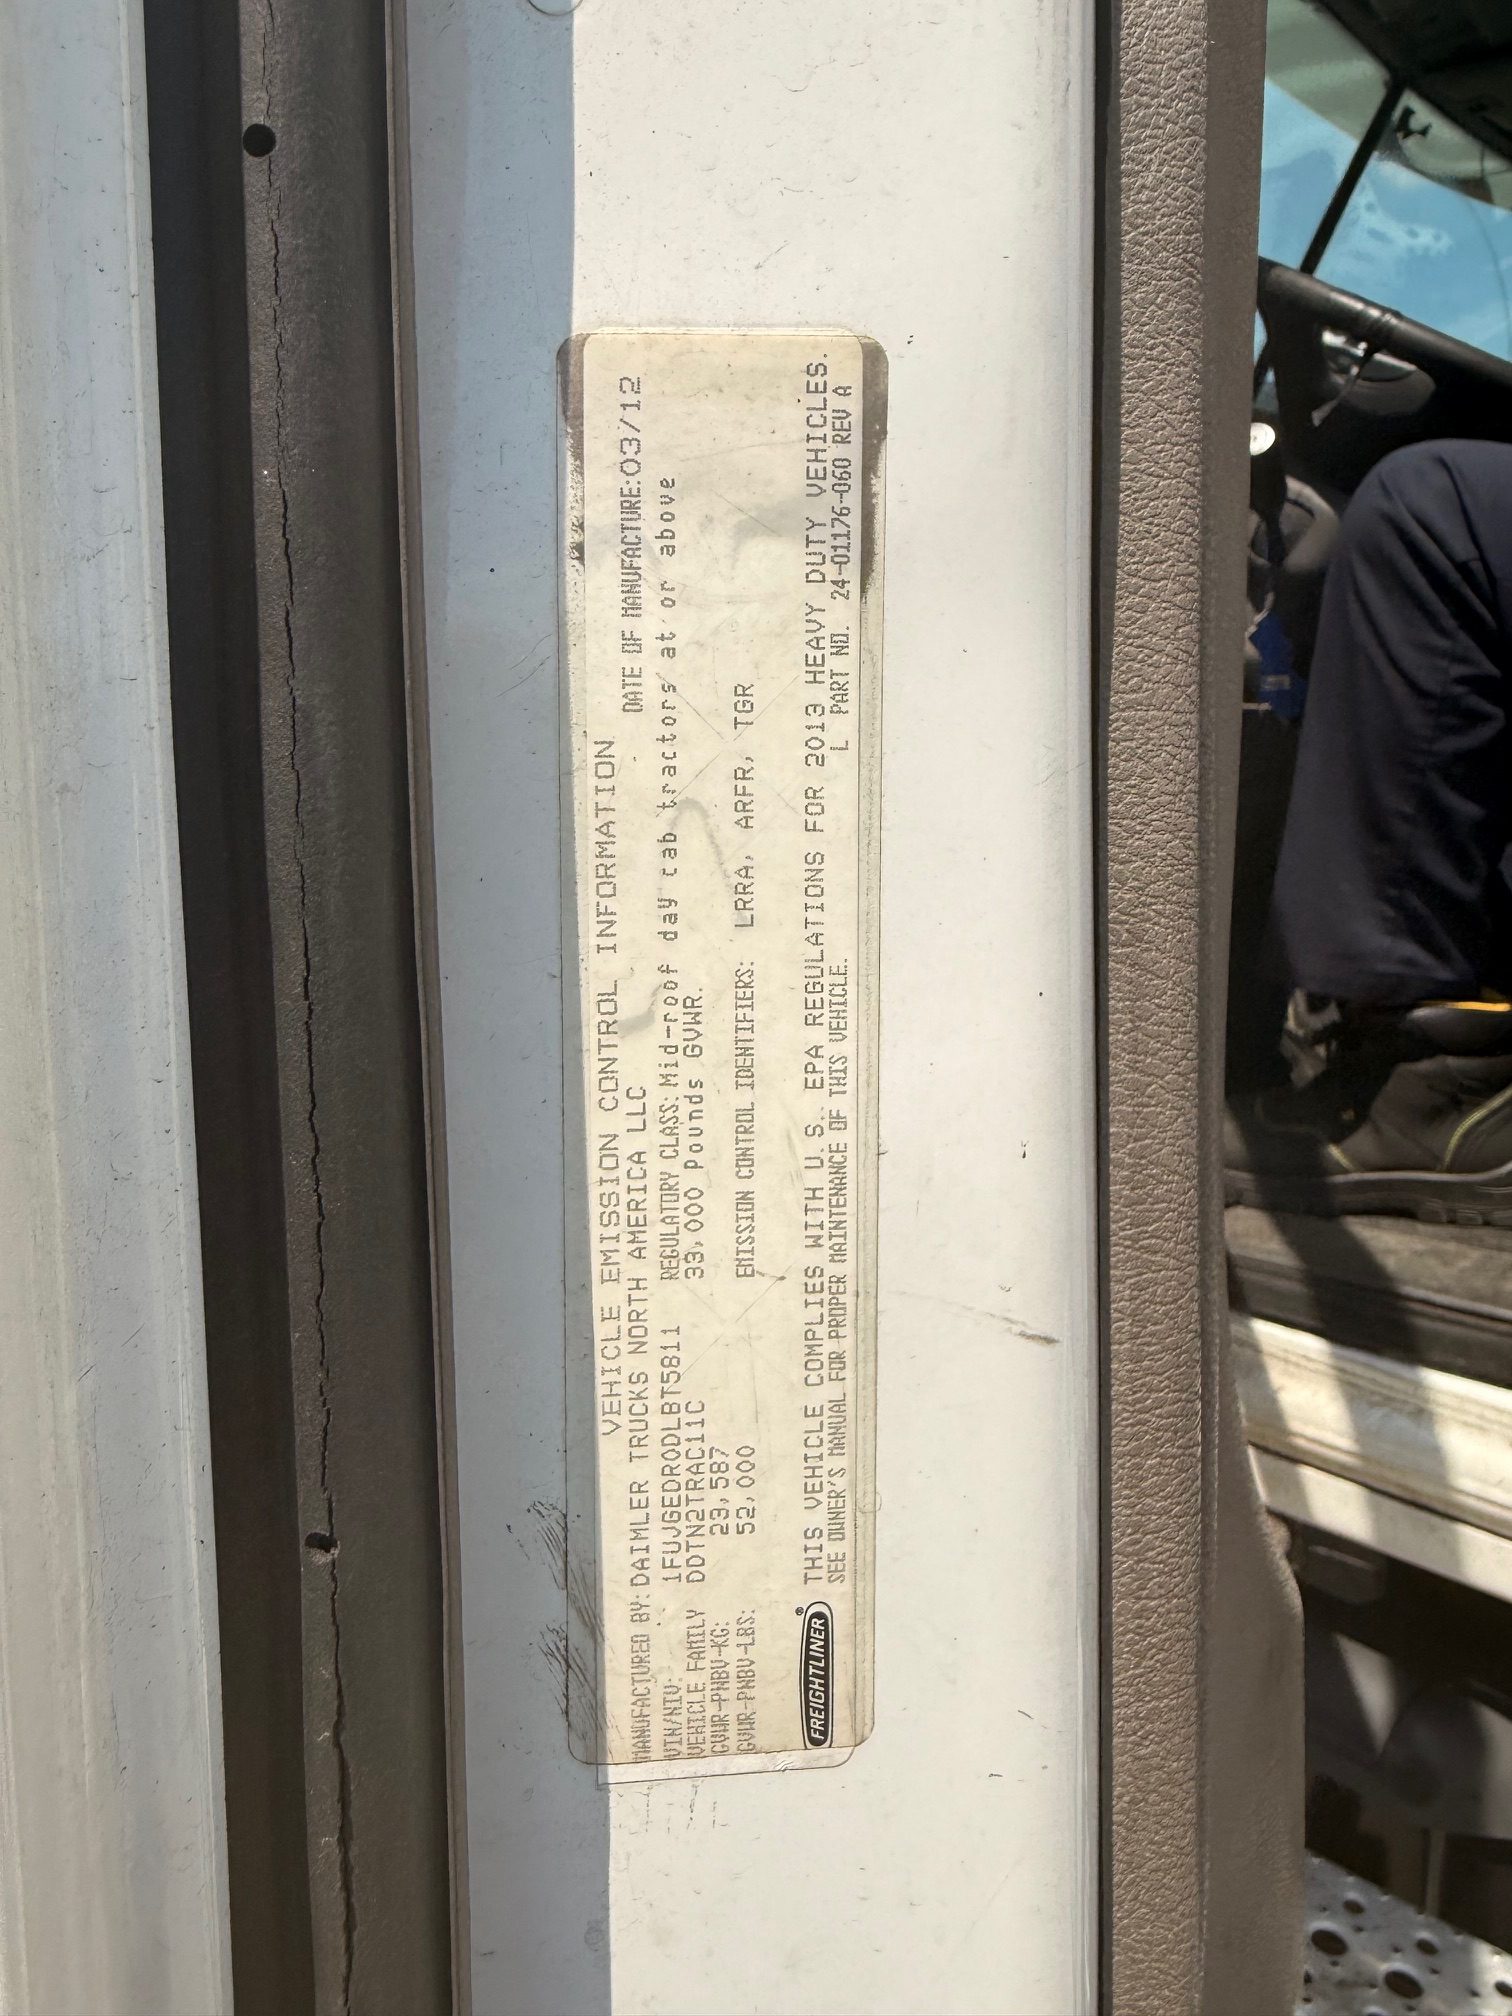 VEHICLE EMISSION CONTROL INFORMATION
MANUFACTURED BY: DAIMLER TRUCKS NORTH AMERICA LLC DATE OF MANUFACTURE: 03/12
VIN/NIV: 1FUJGEDR0DLBT5811 REGULATORY CLASS: Mid-roof day cab tractors at or above
VEHICLE FAMILY DDTN2TRAC11C 33,000 Pounds GVWR.
GVWR-PNBV-KG: 23,587
GVWR-PNBV-LBS: 52,000 EMISSION CONTROL IDENTIFIERS: LRRA, ARFR, TGR
THIS VEHICLE COMPLIES WITH U.S. EPA REGULATIONS FOR 2013 HEAVY DUTY VEHICLES.
SEE OWNER'S MANUAL FOR PROPER MAINTENANCE OF THIS VEHICLE. L PART NO. 24-01176-060 REV A
FREIGHTLINER®